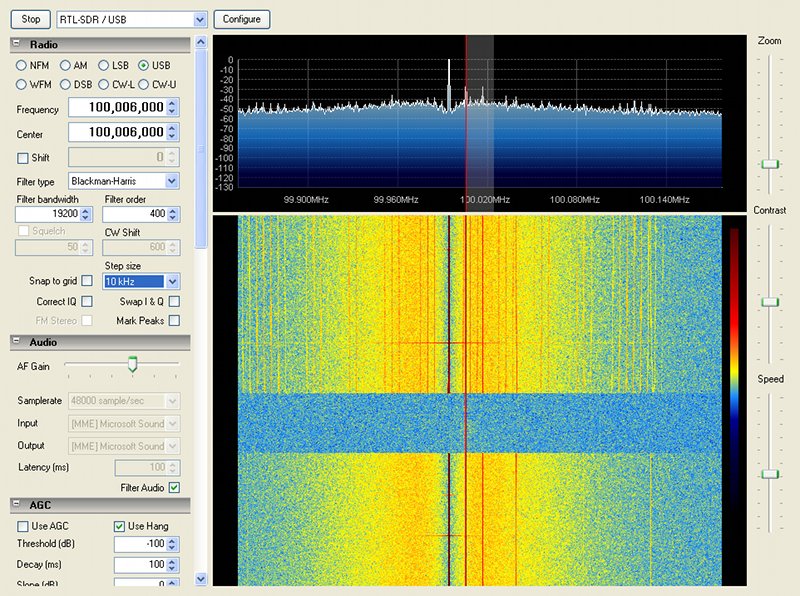 Stop RTL-SDR / USB Configure
Radio
NFM AM LSB USB
WFM DSB CW-L CW-U
Frequency 100,006,000
Center 100,006,000
Shift 0
Filter type Blackman-Harris
Filter bandwidth Filter order
19200 400
Squelch CW Shift
50 600
Step size
Snap to grid 10 kHz
Correct IQ Swap I & Q
FM Stereo Mark Peaks
Audio
AF Gain
Samplerate 48000 sample/sec
Input [MME] Microsoft Sound
Output [MME] Microsoft Sound
Latency (ms) 100
Filter Audio
AGC
Use AGC Use Hang
Threshold (dB) -100
Decay (ms) 100
Slope (dB) 0
0
-10
-20
-30
-40
-50
-60
-70
-80
-90
-100
-110
-120
-130
99.900MHz 99.960MHz 100.020MHz 100.080MHz 100.140MHz
Zoom
Contrast
Speed